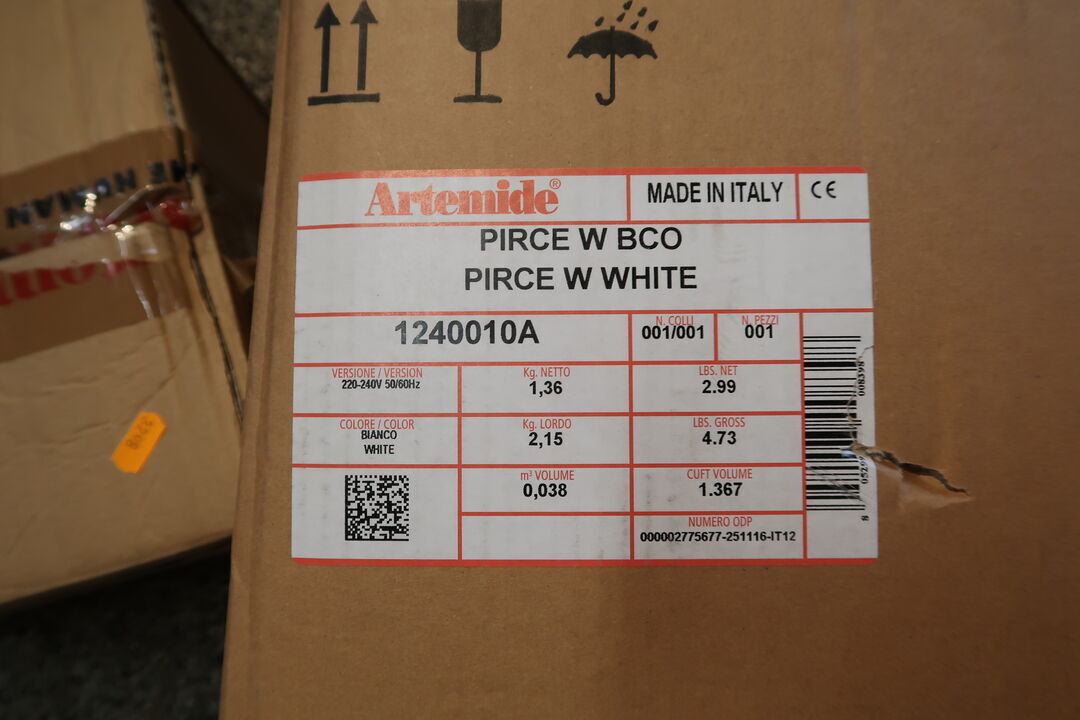 Artemide®
MADE IN ITALY
CE
PIRCE W BCO
PIRCE W WHITE
1240010A
N. COLLI
001/001
N. PEZZI
001
VERSIONE / VERSION
220-240V 50/60Hz
Kg. NETTO
1,36
LBS. NET
2.99
COLORE / COLOR
BIANCO
WHITE
Kg. LORDO
2,15
LBS. GROSS
4.73
m³ VOLUME
0,038
CUFT VOLUME
1.367
NUMERO ODP
000002775677-251116-IT12
HUMAN